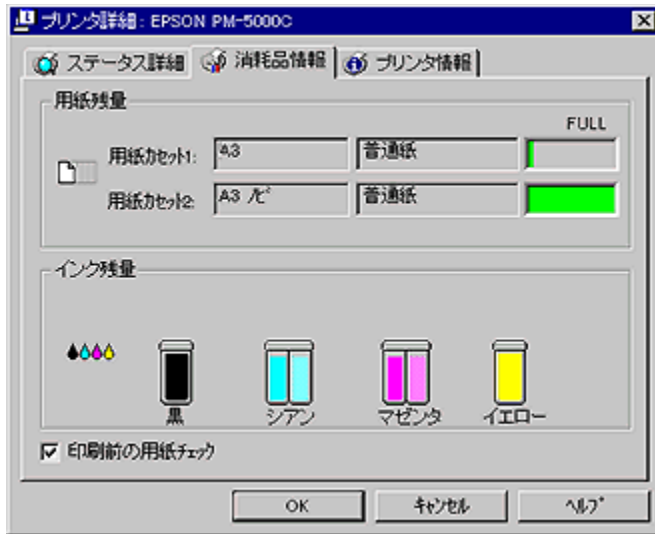 プリンタ詳細 : EPSON PM-5000C
ステータス詳細 消耗品情報 プリンタ情報
用紙残量
FULL
用紙カセット1: A3 普通紙
用紙カセット2: A3 ノビ 普通紙
インク残量
黒 シアン マゼンタ イエロー
印刷前の用紙チェック
OK キャンセル ヘルプ